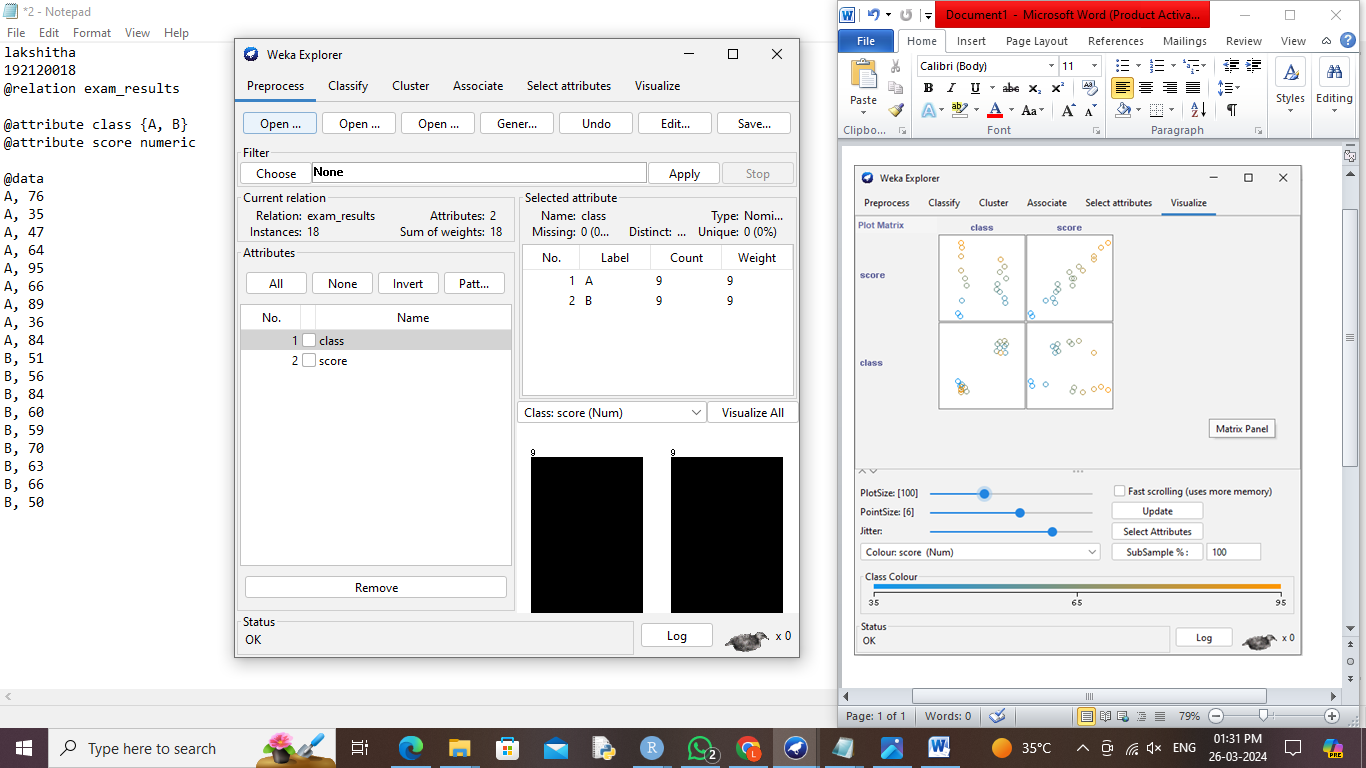 *2 - Notepad
File Edit Format View Help
lakshitha
192120018
@relation exam_results
@attribute class {A, B}
@attribute score numeric
@data
A, 76
A, 35
A, 47
A, 64
A, 95
A, 66
A, 89
A, 36
A, 84
B, 51
B, 56
B, 84
B, 60
B, 59
B, 70
B, 63
B, 66
B, 50
Weka Explorer
Preprocess Classify Cluster Associate Select attributes Visualize
Open ... Open ... Open ... Gener... Undo Edit... Save...
Filter
Choose None Apply Stop
Current relation
Relation: exam_results Attributes: 2
Instances: 18 Sum of weights: 18
Attributes
All None Invert Patt...
No. Name
1 class
2 score
Remove
Selected attribute
Name: class Type: Nomi...
Missing: 0 (0... Distinct: ... Unique: 0 (0%)
No. Label Count Weight
1 A 9 9
2 B 9 9
Class: score (Num) Visualize All
9 9
Status
OK
Log x 0
Document1 - Microsoft Word (Product Activa...
File Home Insert Page Layout References Mailings Review View
Calibri (Body) 11
Paste
B I U abc x₂ x²
A ab A Aa A A
Styles Editing
Clipbo... Font Paragraph
Weka Explorer
Preprocess Classify Cluster Associate Select attributes Visualize
Plot Matrix class score
score
class
Matrix Panel
PlotSize: [100] Fast scrolling (uses more memory)
PointSize: [6] Update
Jitter: Select Attributes
Colour: score (Num) SubSample % : 100
Class Colour
35 65 95
Status
OK
Log x 0
Page: 1 of 1 Words: 0 79%
Type here to search
2
35°C ENG 01:31 PM
26-03-2024
PRE